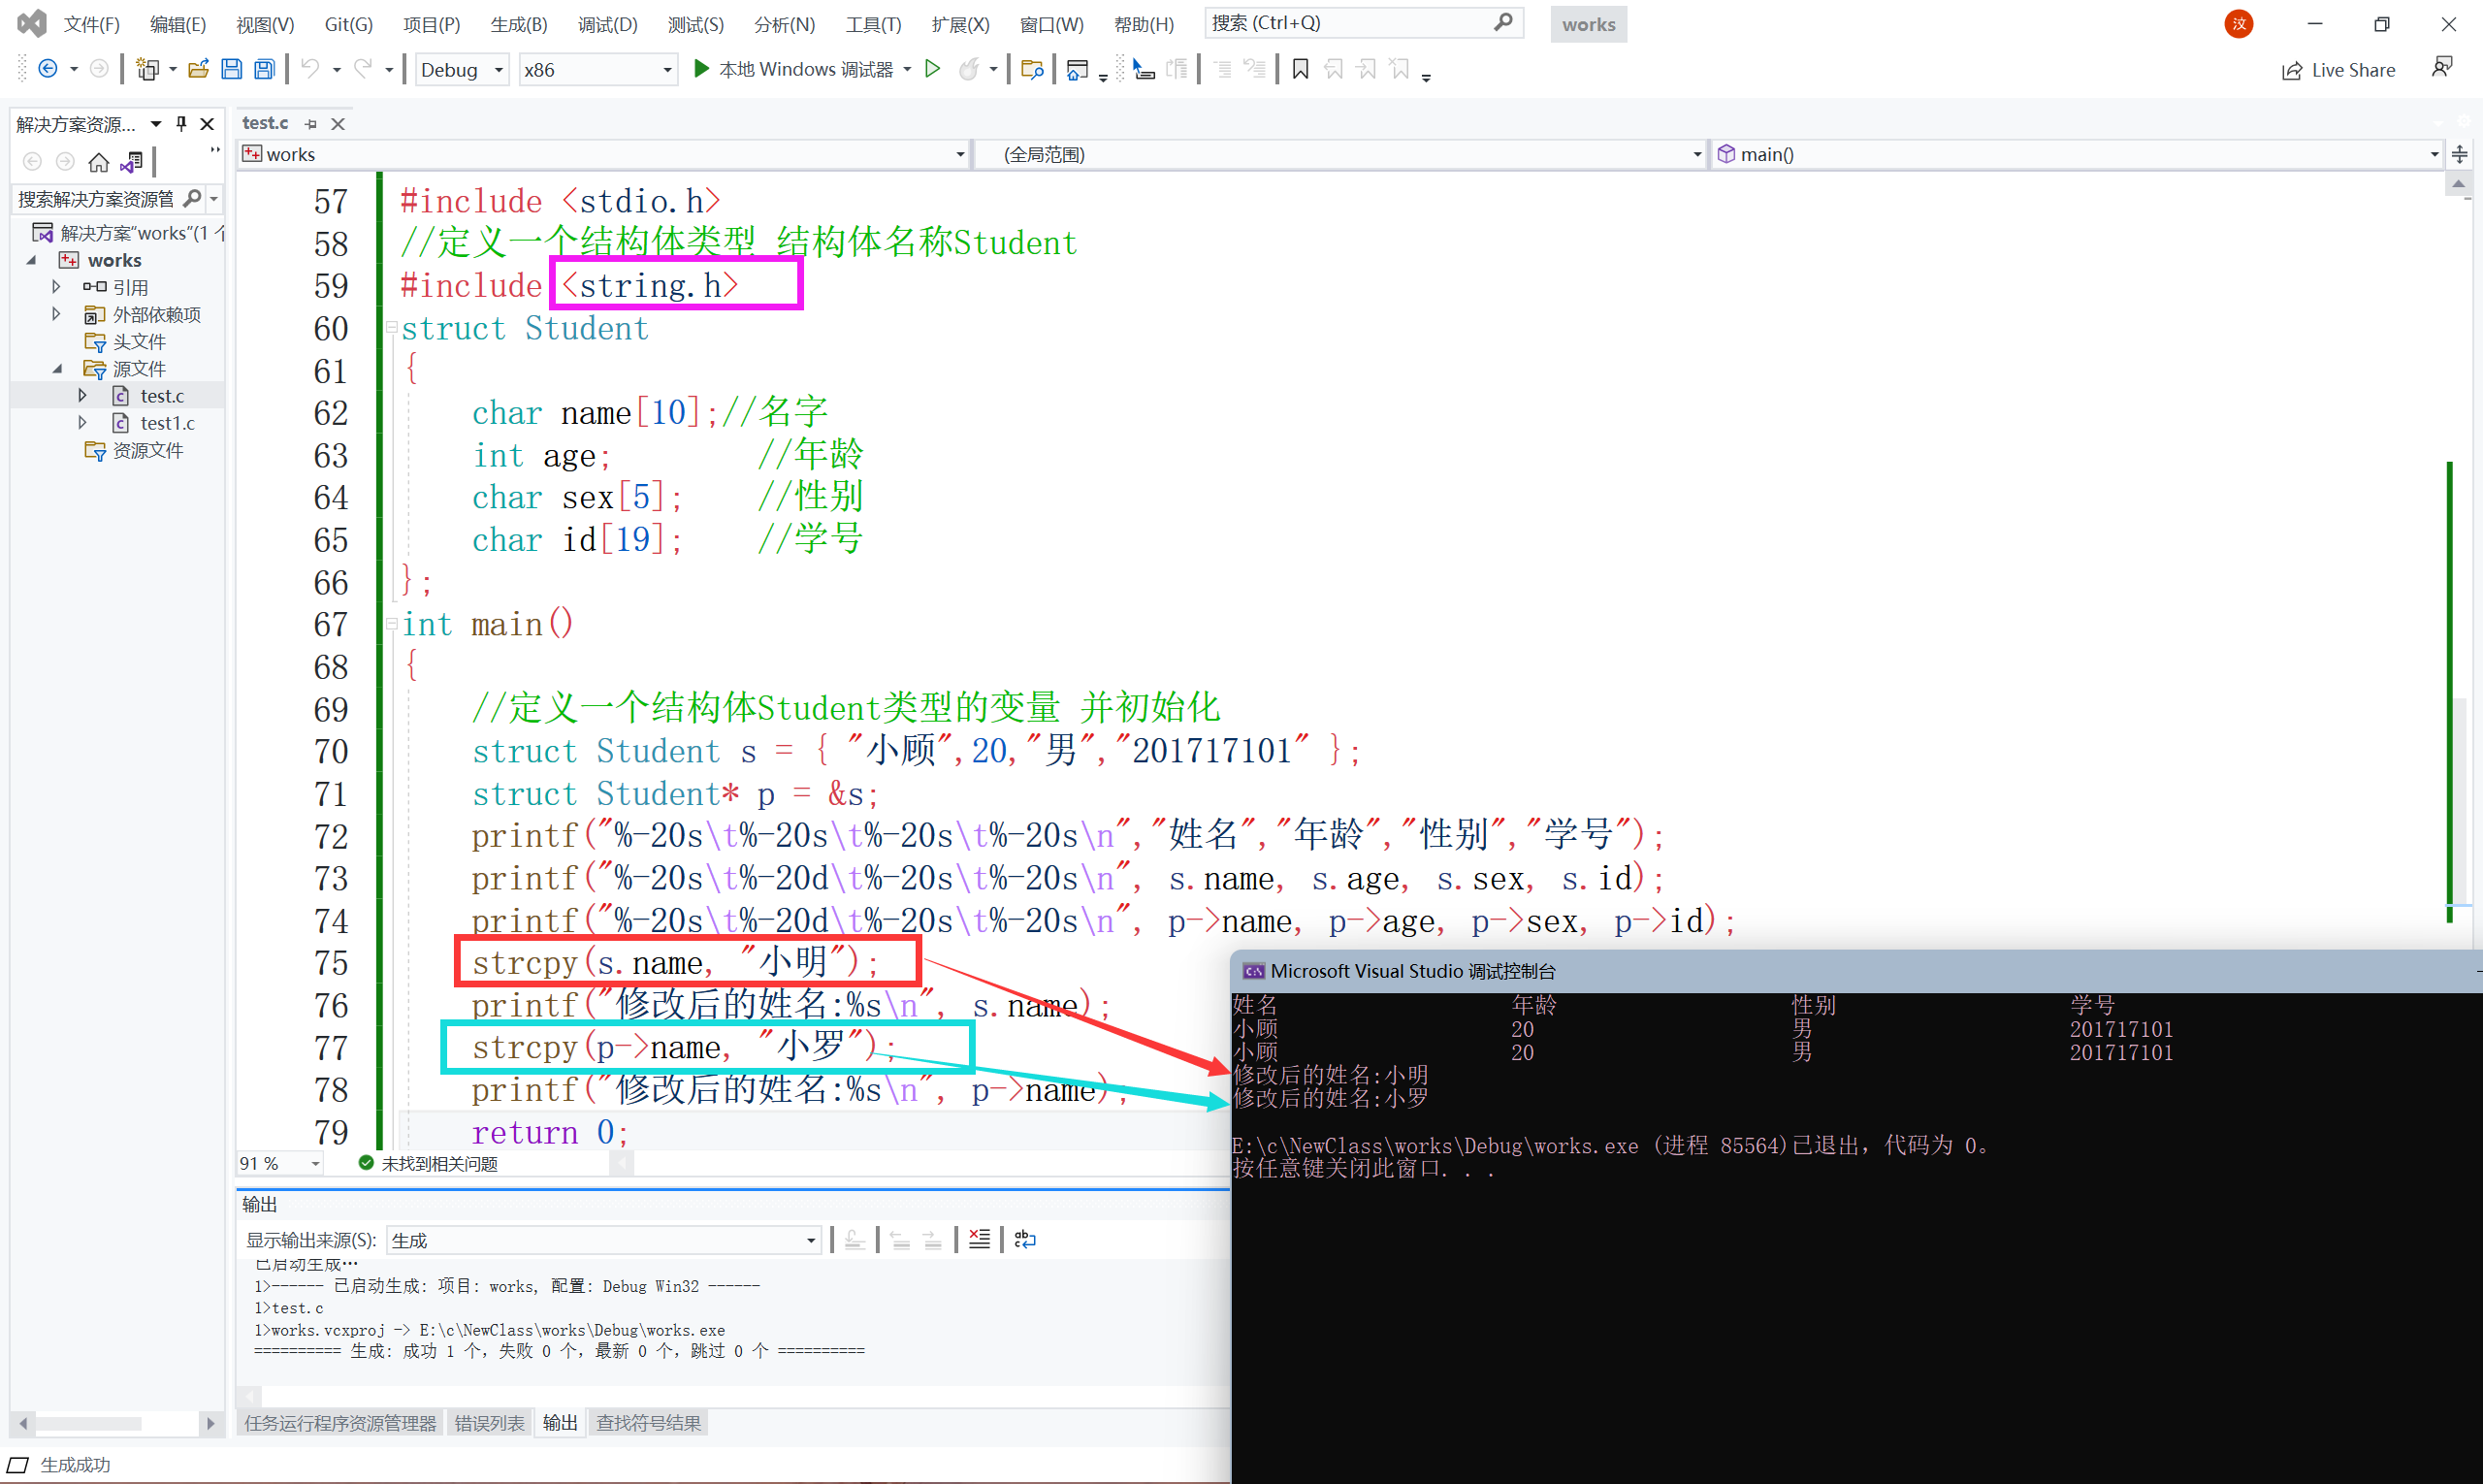 文件(F) 编辑(E) 视图(V) Git(G) 项目(P) 生成(B) 调试(D) 测试(S) 分析(N) 工具(T) 扩展(X) 窗口(W) 帮助(H) 搜索 (Ctrl+Q) works 汶
Debug x86 本地 Windows 调试器 Live Share
解决方案资源... test.c
works (全局范围) main()
搜索解决方案资源管
解决方案"works"(1 个
works
引用
外部依赖项
头文件
源文件
test.c
test1.c
资源文件
57 #include <stdio.h>
58 //定义一个结构体类型 结构体名称Student
59 #include <string.h>
60 struct Student
61 {
62 char name[10];//名字
63 int age; //年龄
64 char sex[5]; //性别
65 char id[19]; //学号
66 };
67 int main()
68 {
69 //定义一个结构体Student类型的变量 并初始化
70 struct Student s = { "小顾",20,"男","201717101" };
71 struct Student* p = &s;
72 printf("%-20s\t%-20s\t%-20s\t%-20s\n","姓名","年龄","性别","学号");
73 printf("%-20s\t%-20d\t%-20s\t%-20s\n", s.name, s.age, s.sex, s.id);
74 printf("%-20s\t%-20d\t%-20s\t%-20s\n", p->name, p->age, p->sex, p->id);
75 strcpy(s.name, "小明");
76 printf("修改后的姓名:%s\n", s.name);
77 strcpy(p->name, "小罗");
78 printf("修改后的姓名:%s\n", p->name);
79 return 0;
91 % 未找到相关问题
Microsoft Visual Studio 调试控制台
姓名 年龄 性别 学号
小顾 20 男 201717101
小顾 20 男 201717101
修改后的姓名:小明
修改后的姓名:小罗
E:\c\NewClass\works\Debug\works.exe (进程 85564)已退出，代码为 0。
按任意键关闭此窗口. . .
输出
显示输出来源(S): 生成
已启动生成…
1>------ 已启动生成: 项目: works, 配置: Debug Win32 ------
1>test.c
1>works.vcxproj -> E:\c\NewClass\works\Debug\works.exe
========== 生成: 成功 1 个，失败 0 个，最新 0 个，跳过 0 个 ==========
任务运行程序资源管理器 错误列表 输出 查找符号结果
生成成功